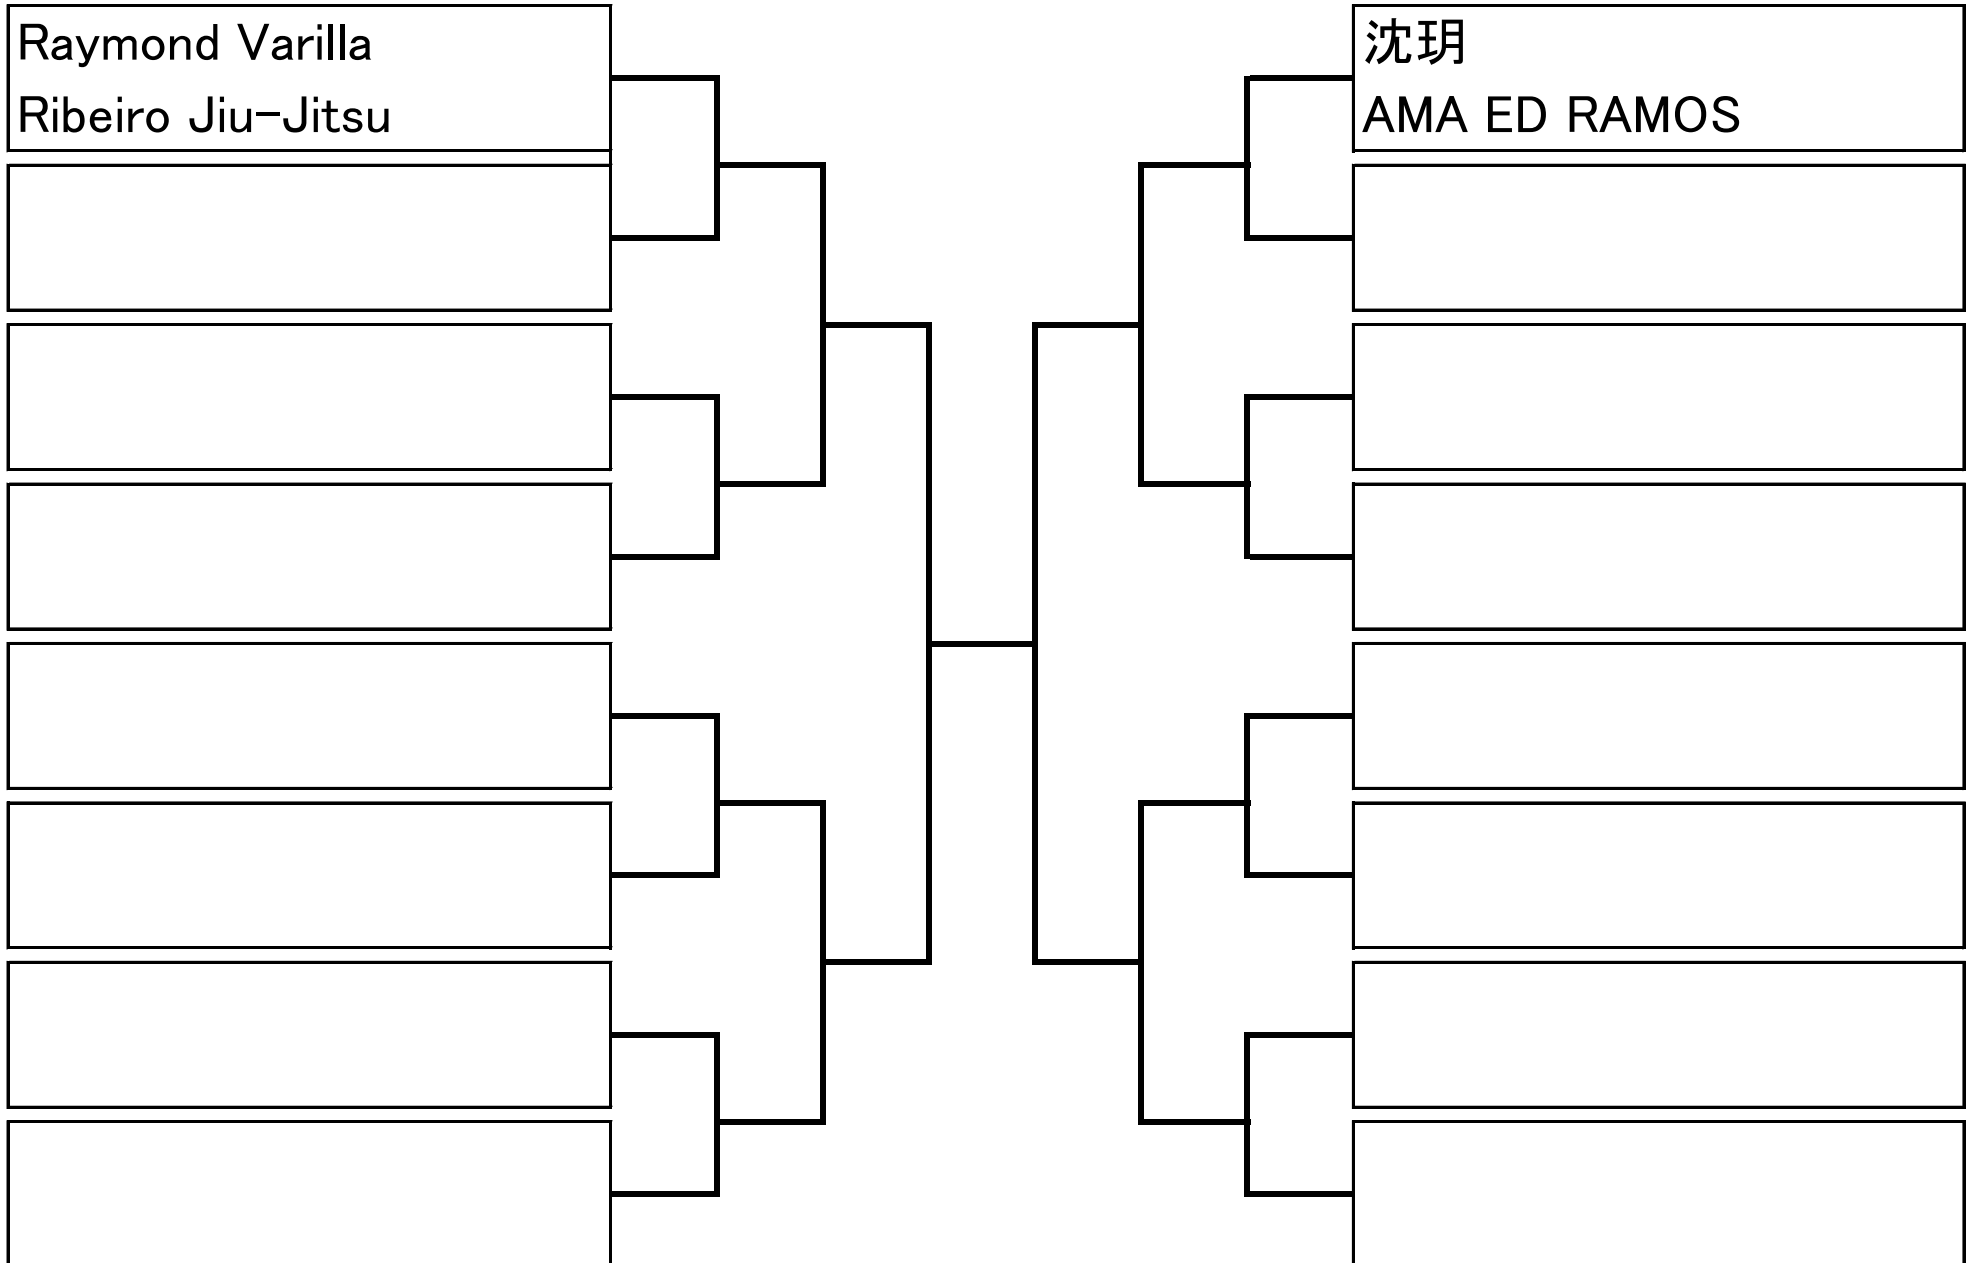 Raymond Varilla
Ribeiro Jiu-Jitsu
沈玥
AMA ED RAMOS